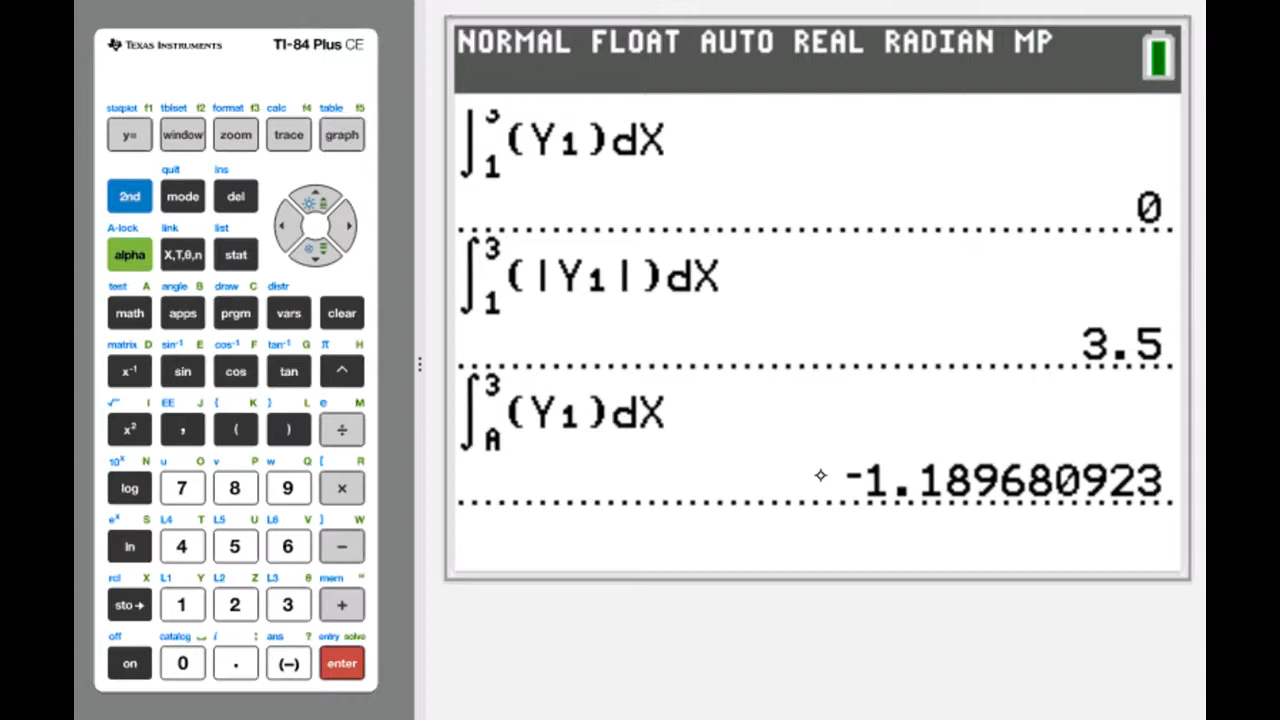 TEXAS INSTRUMENTS TI-84 Plus CE
statplot f1 tblset f2 format f3 calc f4 table f5
y= window zoom trace graph
quit ins
2nd mode del
A-lock link list
alpha X,T,θ,n stat
test A angle B draw C distr
math apps prgm vars clear
matrix D sin⁻¹ E cos⁻¹ F tan⁻¹ G π H
x⁻¹ sin cos tan ^
√ I EE J { K } L e M
x² , ( ) ÷
10ˣ N u O v P w Q [ R
log 7 8 9 ×
eˣ S L4 T L5 U L6 V ] W
ln 4 5 6 −
rcl X L1 Y L2 Z L3 θ mem "
sto→ 1 2 3 +
off catalog ⎵ i : ans ? entry solve
on 0 . (−) enter
NORMAL FLOAT AUTO REAL RADIAN MP
∫₁³(Y₁)dX
0
∫₁³(|Y₁|)dX
3.5
∫_A³(Y₁)dX
-1.189680923